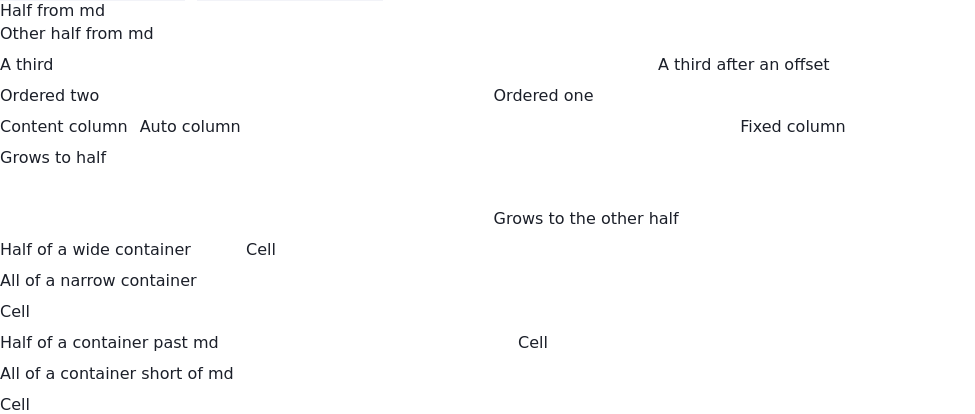 Half from md
Other half from md
A third A third after an offset
Ordered two Ordered one
Content column Auto column Fixed column
Grows to half
Grows to the other half
Half of a wide container Cell
All of a narrow container
Cell
Half of a container past md Cell
All of a container short of md
Cell